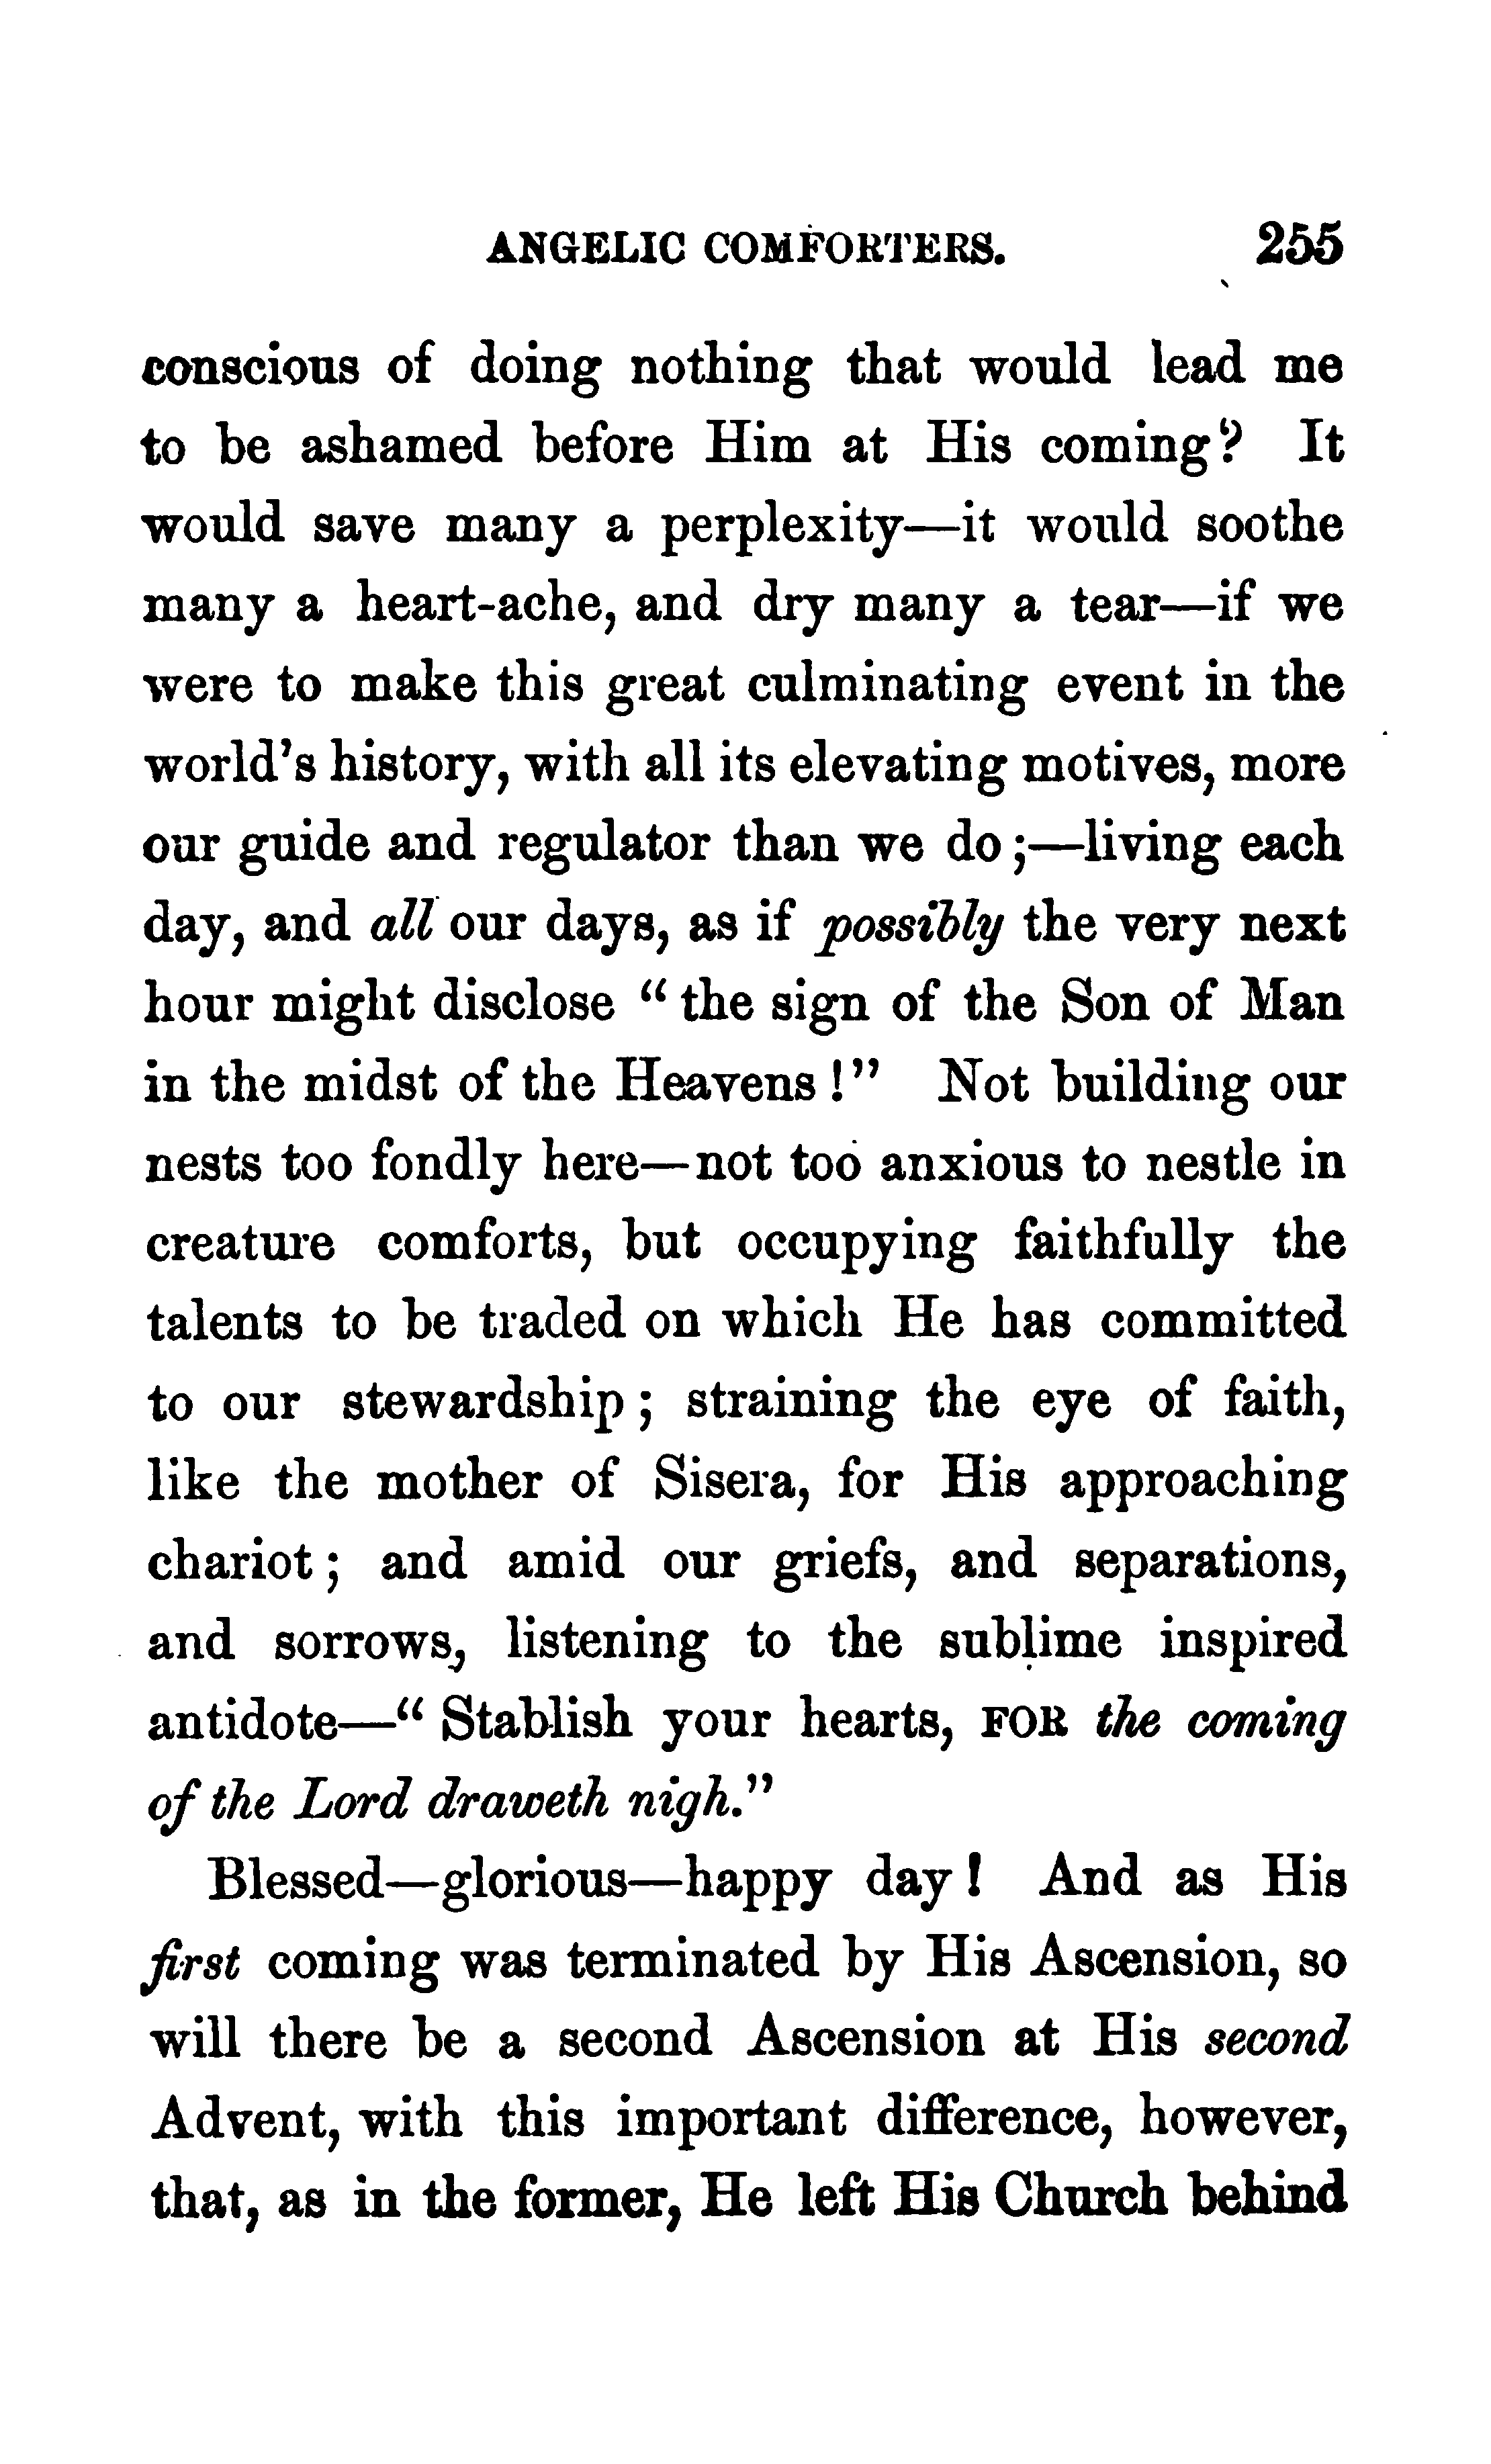 ANGELIC COMFORTERS. 255
conscious of doing nothing that would lead me
to be ashamed before Him at His coming? It
would save many a perplexity—it would soothe
many a heart-ache, and dry many a tear—if we
were to make this great culminating event in the
world's history, with all its elevating motives, more
our guide and regulator than we do;—living each
day, and all our days, as if possibly the very next
hour might disclose "the sign of the Son of Man
in the midst of the Heavens!" Not building our
nests too fondly here—not too anxious to nestle in
creature comforts, but occupying faithfully the
talents to be traded on which He has committed
to our stewardship; straining the eye of faith,
like the mother of Sisera, for His approaching
chariot; and amid our griefs, and separations,
and sorrows, listening to the sublime inspired
antidote—"Stablish your hearts, FOR the coming
of the Lord draweth nigh."
Blessed—glorious—happy day! And as His
first coming was terminated by His Ascension, so
will there be a second Ascension at His second
Advent, with this important difference, however,
that, as in the former, He left His Church behind